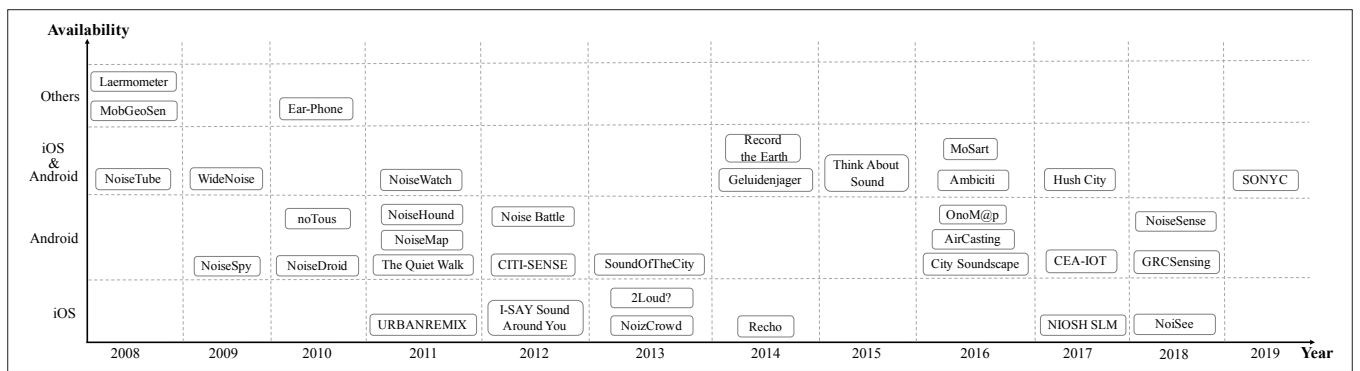 Availability
Others
Laermometer
MobGeoSen
Ear-Phone
iOS
&
Android
NoiseTube
WideNoise
NoiseWatch
Record
the Earth
Geluidenjager
Think About
Sound
MoSart
Ambiciti
Hush City
SONYC
Android
NoiseSpy
noTous
NoiseDroid
NoiseHound
NoiseMap
The Quiet Walk
Noise Battle
CITI-SENSE
SoundOfTheCity
OnoM@p
AirCasting
City Soundscape
CEA-IOT
NoiseSense
GRCSensing
iOS
URBANREMIX
I-SAY Sound
Around You
2Loud?
NoizCrowd
Recho
NIOSH SLM
NoiSee
2008 2009 2010 2011 2012 2013 2014 2015 2016 2017 2018 2019 Year